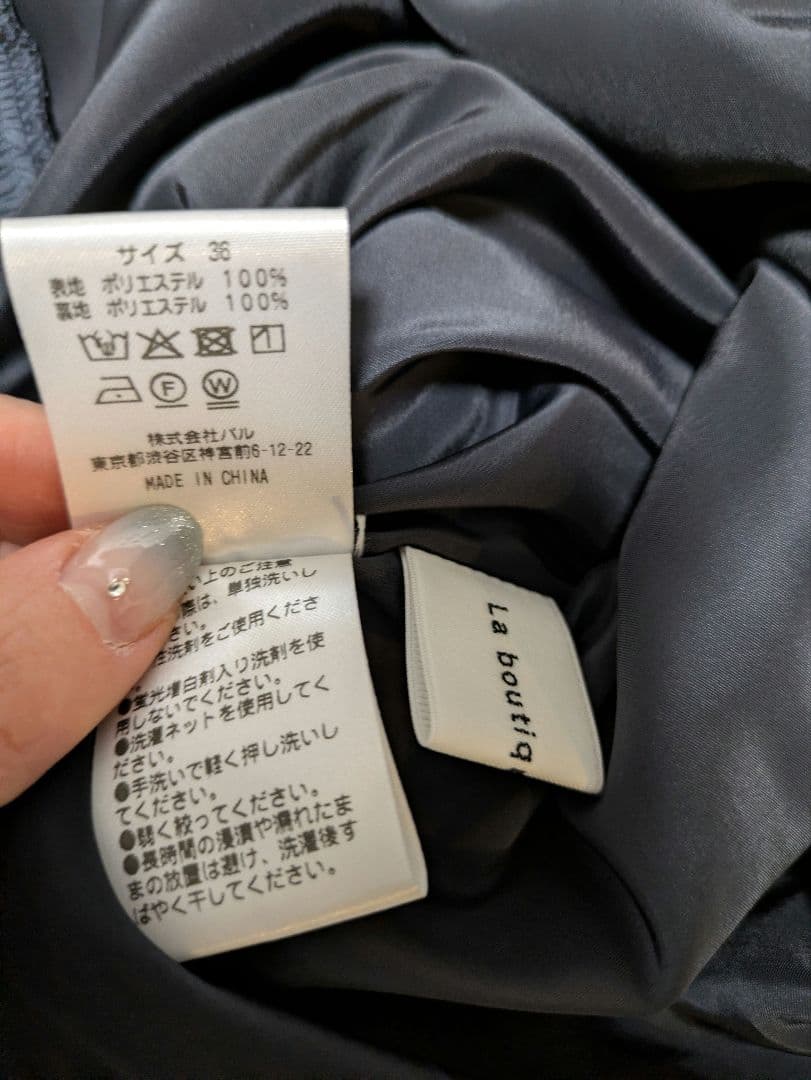 サイズ 36
表地 ポリエステル 100%
裏地 ポリエステル 100%
F W
株式会社バル
東京都渋谷区神宮前6-12-22
MADE IN CHINA
い上のご注意
際は、単独洗いし
さい。
性洗剤をご使用くださ
。
●蛍光増白剤入り洗剤を使
用しないでください。
●洗濯ネットを使用してく
ださい。
●手洗いで軽く押し洗いし
てください。
●弱く絞ってください。
●長時間の浸漬や濡れたま
まの放置は避け、洗濯後す
ばやく干してください。
La boutiq